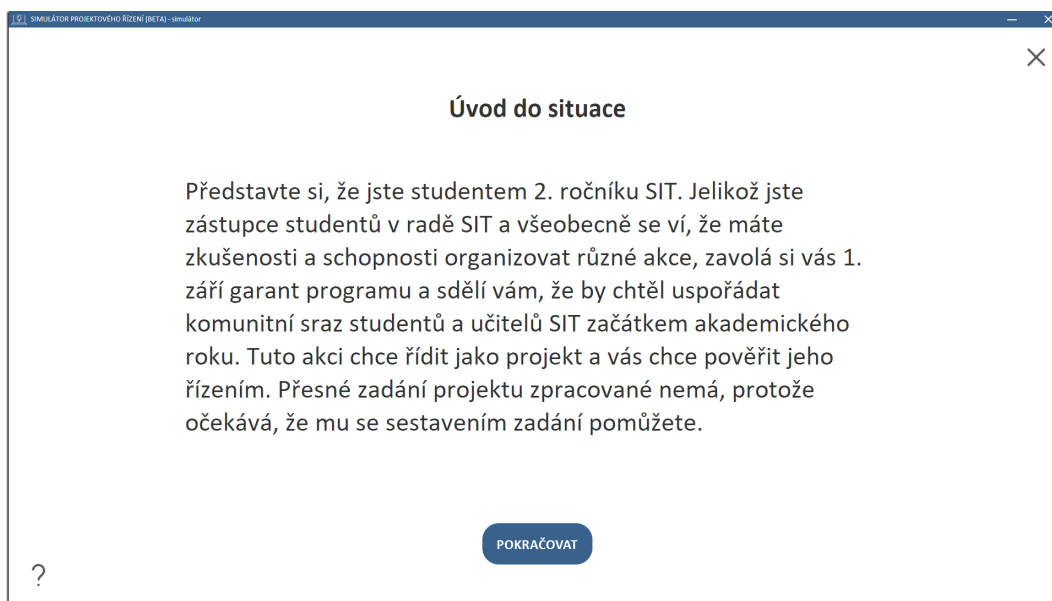 SIMULÁTOR PROJEKTOVÉHO ŘÍZENÍ (BETA) - simulátor
Úvod do situace
Představte si, že jste studentem 2. ročníku SIT. Jelikož jste
zástupce studentů v radě SIT a všeobecně se ví, že máte
zkušenosti a schopnosti organizovat různé akce, zavolá si vás 1.
září garant programu a sdělí vám, že by chtěl uspořádat
komunitní sraz studentů a učitelů SIT začátkem akademického
roku. Tuto akci chce řídit jako projekt a vás chce pověřit jeho
řízením. Přesné zadání projektu zpracované nemá, protože
očekává, že mu se sestavením zadání pomůžete.
POKRAČOVAT
?